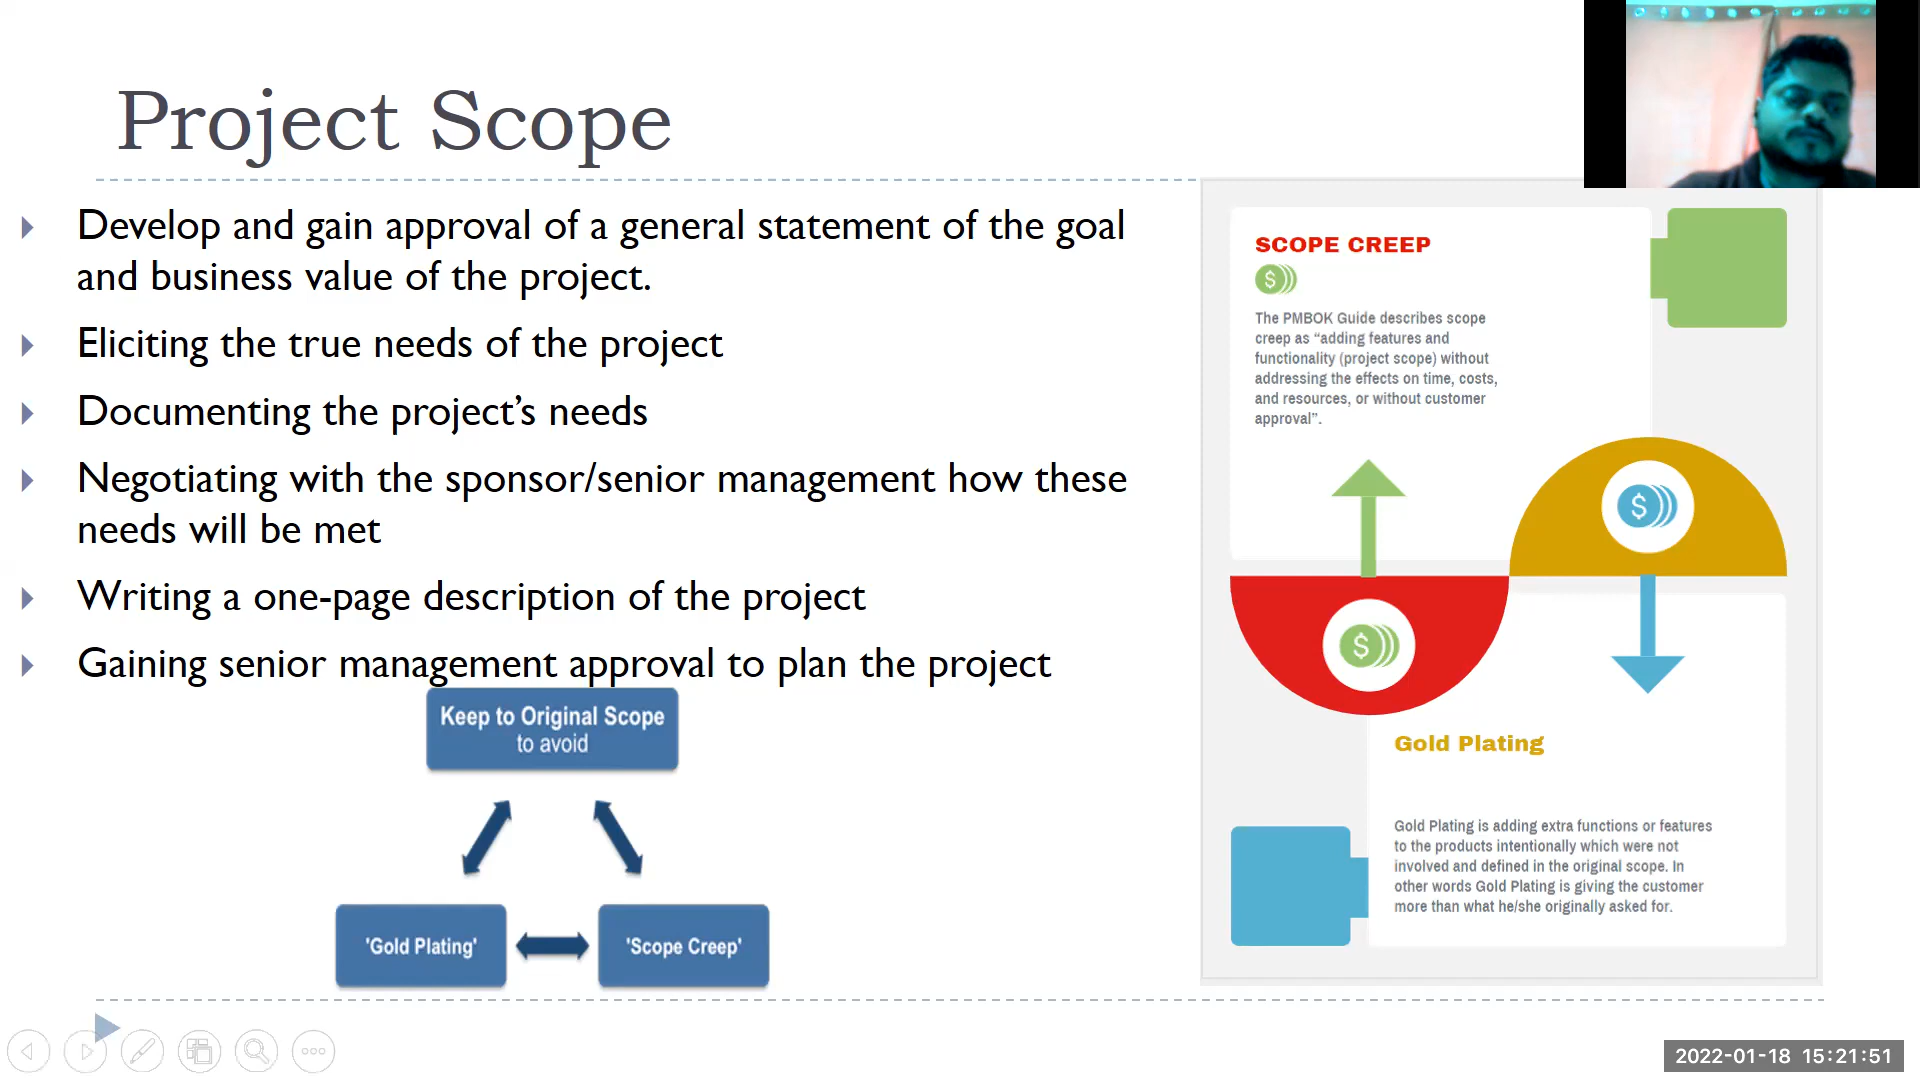 Project Scope
Develop and gain approval of a general statement of the goal
and business value of the project.
Eliciting the true needs of the project
Documenting the project’s needs
Negotiating with the sponsor/senior management how these
needs will be met
Writing a one-page description of the project
Gaining senior management approval to plan the project
Keep to Original Scope
to avoid
'Gold Plating'
'Scope Creep'
SCOPE CREEP
$
The PMBOK Guide describes scope
creep as “adding features and
functionality (project scope) without
addressing the effects on time, costs,
and resources, or without customer
approval”.
$
$
Gold Plating
Gold Plating is adding extra functions or features
to the products intentionally which were not
involved and defined in the original scope. In
other words Gold Plating is giving the customer
more than what he/she originally asked for.
2022-01-18 15:21:51